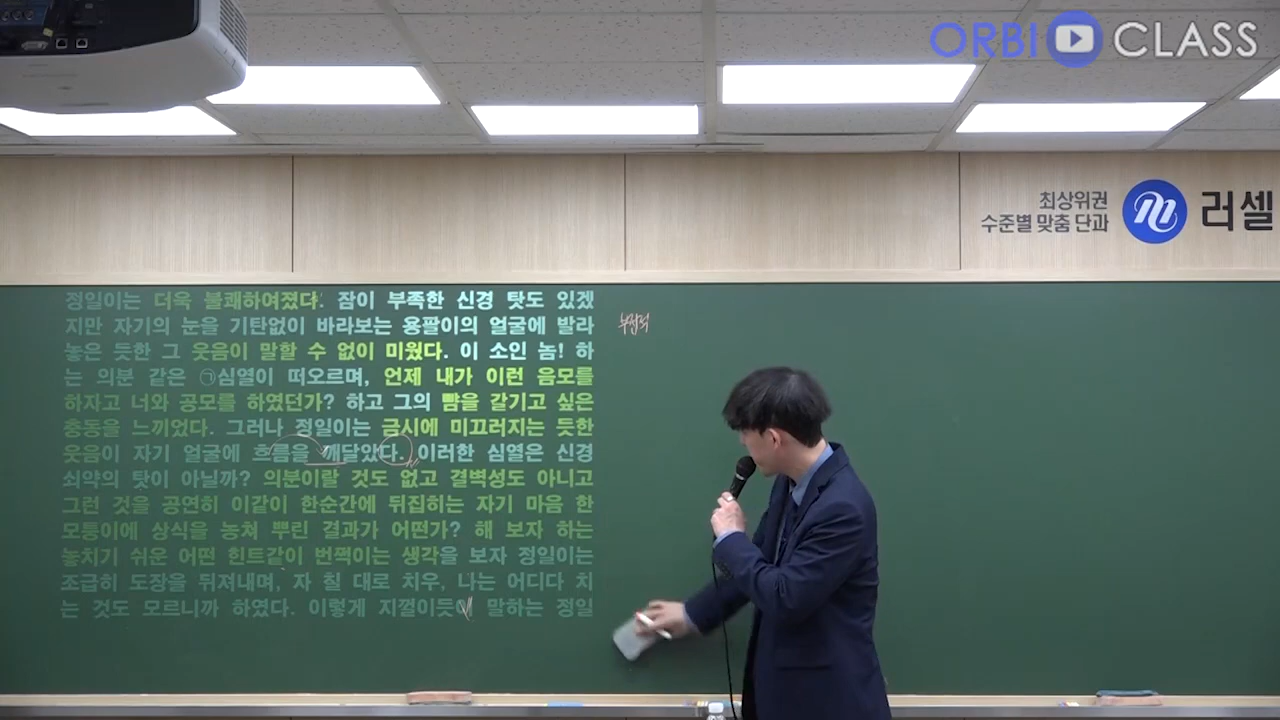 ORBI CLASS
최상위권
수준별 맞춤 단과
러셀
정일이는 더욱 불쾌하여졌다. 잠이 부족한 신경 탓도 있겠
지만 자기의 눈을 기탄없이 바라보는 용팔이의 얼굴에 발라
놓은 듯한 그 웃음이 말할 수 없이 미웠다. 이 소인 놈! 하
는 의분 같은 ㉠심열이 떠오르며, 언제 내가 이런 음모를
하자고 너와 공모를 하였던가? 하고 그의 뺨을 갈기고 싶은
충동을 느끼었다. 그러나 정일이는 금시에 미끄러지는 듯한
웃음이 자기 얼굴에 흐름을 깨달았다. 이러한 심열은 신경
쇠약의 탓이 아닐까? 의분이랄 것도 없고 결벽성도 아니고
그런 것을 공연히 이같이 한순간에 뒤집히는 자기 마음 한
모퉁이에 상식을 놓쳐 뿌린 결과가 어떤가? 해 보자 하는
놓치기 쉬운 어떤 힌트같이 번쩍이는 생각을 보자 정일이는
조급히 도장을 뒤져내며, 자 칠 대로 치우, 나는 어디다 치
는 것도 모르니까 하였다. 이렇게 지껄이듯이 말하는 정일
부정적